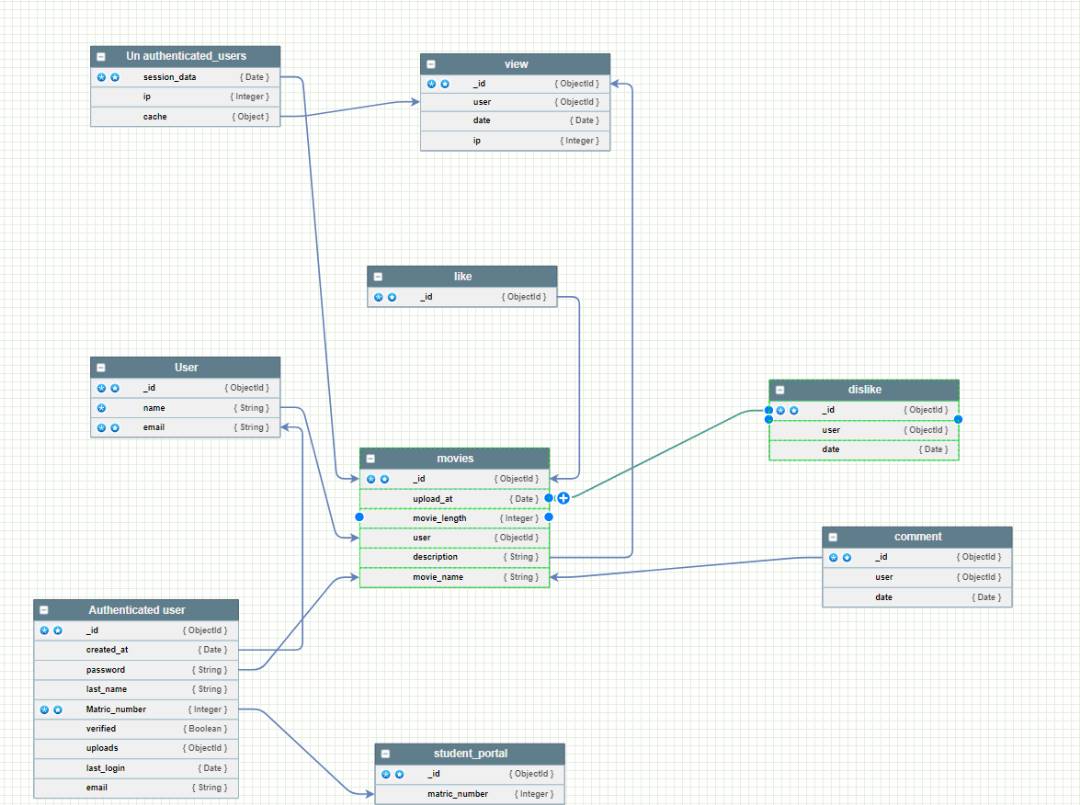 Un authenticated_users
session_data { Date }
ip { Integer }
cache { Object }
view
_id { ObjectId }
user { ObjectId }
date { Date }
ip { Integer }
like
_id { ObjectId }
User
_id { ObjectId }
name { String }
email { String }
dislike
_id { ObjectId }
user { ObjectId }
date { Date }
movies
_id { ObjectId }
upload_at { Date }
movie_length { Integer }
user { ObjectId }
description { String }
movie_name { String }
comment
_id { ObjectId }
user { ObjectId }
date { Date }
Authenticated user
_id { ObjectId }
created_at { Date }
password { String }
last_name { String }
Matric_number { Integer }
verified { Boolean }
uploads { ObjectId }
last_login { Date }
email { String }
student_portal
_id { ObjectId }
matric_number { Integer }